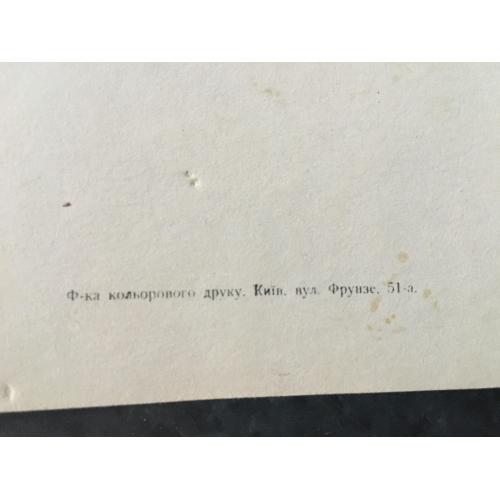 Ф-ка кольорового друку. Київ, вул. Фрунзе, 51-а.